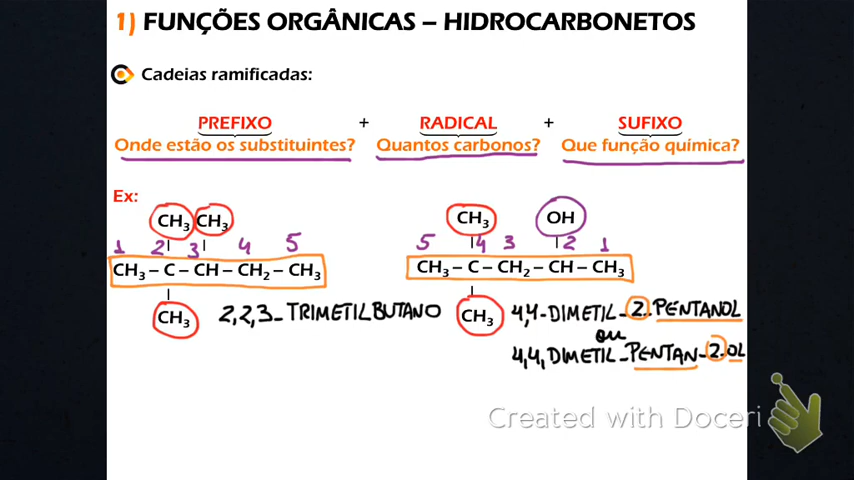 1) FUNÇÕES ORGÂNICAS – HIDROCARBONETOS
Cadeias ramificadas:
PREFIXO + RADICAL + SUFIXO
Onde estão os substituintes? Quantos carbonos? Que função química?
Ex:
CH₃ CH₃ CH₃ OH
1 2 3 4 5 5 4 3 2 1
CH₃ – C – CH – CH₂ – CH₃ CH₃ – C – CH₂ – CH – CH₃
CH₃ 2,2,3-TRIMETILBUTANO CH₃ 4,4-DIMETIL-2-PENTANOL
ou
4,4,DIMETIL-PENTAN-2-OL
Created with Doceri